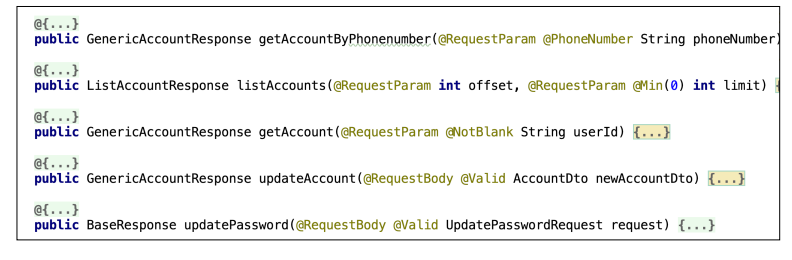 @{...}
public GenericAccountResponse getAccountByPhonenumber(@RequestParam @PhoneNumber String phoneNumber)
@{...}
public ListAccountResponse listAccounts(@RequestParam int offset, @RequestParam @Min(0) int limit) {
@{...}
public GenericAccountResponse getAccount(@RequestParam @NotBlank String userId) {...}
@{...}
public GenericAccountResponse updateAccount(@RequestBody @Valid AccountDto newAccountDto) {...}
@{...}
public BaseResponse updatePassword(@RequestBody @Valid UpdatePasswordRequest request) {...}